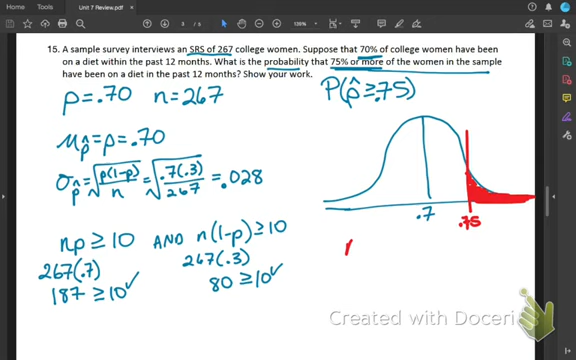 Home Tools
Unit 7 Review.pdf
3 / 5
139%
15. A sample survey interviews an SRS of 267 college women. Suppose that 70% of college women have been
on a diet within the past 12 months. What is the probability that 75% or more of the women in the sample
have been on a diet in the past 12 months? Show your work.
p = .70 n = 267
P(p̂ ≥ .75)
μp̂ = p = .70
σp̂ = √(p(1-p)/n) = √(.7(.3)/267) = .028
.7 .75
np ≥ 10 AND n(1-p) ≥ 10
267(.7) 267(.3)
187 ≥ 10 ✓ 80 ≥ 10 ✓
Created with Doceri